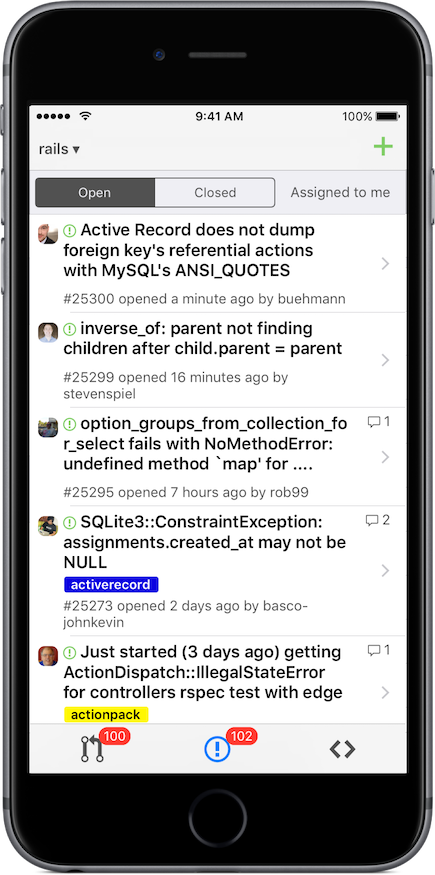 9:41 AM 100%
rails ▾
Open Closed Assigned to me
Active Record does not dump
foreign key's referential actions
with MySQL's ANSI_QUOTES
#25300 opened a minute ago by buehmann
inverse_of: parent not finding
children after child.parent = parent
#25299 opened 16 minutes ago by
stevenspiel
option_groups_from_collection_fo 1
r_select fails with NoMethodError:
undefined method `map' for ....
#25295 opened 7 hours ago by rob99
SQLite3::ConstraintException: 2
assignments.created_at may not be
NULL
activerecord
#25273 opened 2 days ago by basco-
johnkevin
Just started (3 days ago) getting 1
ActionDispatch::IllegalStateError
for controllers rspec test with edge
actionpack
100 102